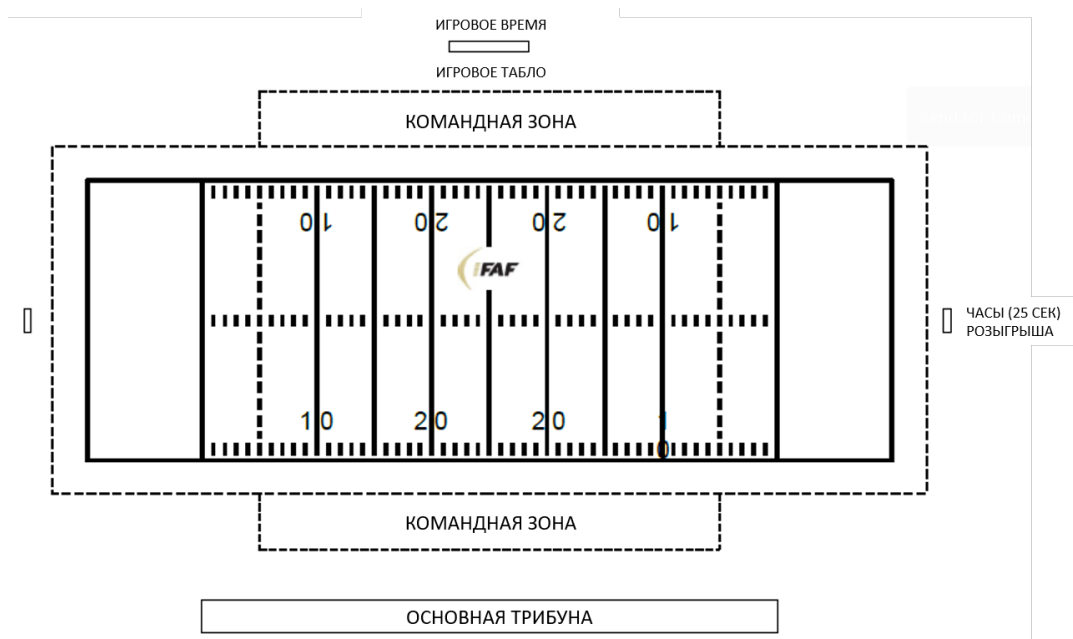 ИГРОВОЕ ВРЕМЯ
ИГРОВОЕ ТАБЛО
КОМАНДНАЯ ЗОНА
10 20 20 10
iFAF
ЧАСЫ (25 СЕК)
РОЗЫГРЫША
10 20 20 10
КОМАНДНАЯ ЗОНА
ОСНОВНАЯ ТРИБУНА